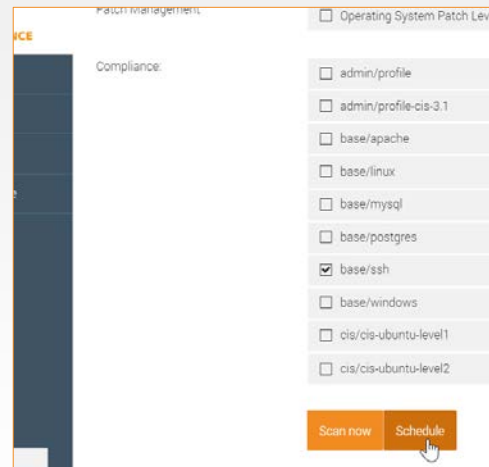 Patch Management
Operating System Patch Lev
NCE
Compliance:
admin/profile
admin/profile-cis-3.1
base/apache
base/linux
base/mysql
base/postgres
base/ssh
base/windows
cis/cis-ubuntu-level1
cis/cis-ubuntu-level2
Scan now
Schedule